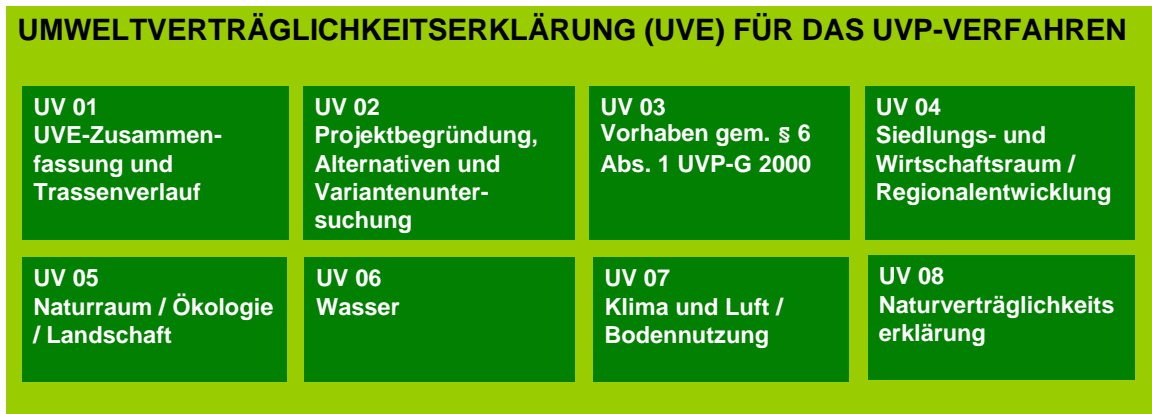 UMWELTVERTRÄGLICHKEITSERKLÄRUNG (UVE) FÜR DAS UVP-VERFAHREN
UV 01
UVE-Zusammen-
fassung und
Trassenverlauf
UV 02
Projektbegründung,
Alternativen und
Variantenunter-
suchung
UV 03
Vorhaben gem. § 6
Abs. 1 UVP-G 2000
UV 04
Siedlungs- und
Wirtschaftsraum /
Regionalentwicklung
UV 05
Naturraum / Ökologie
/ Landschaft
UV 06
Wasser
UV 07
Klima und Luft /
Bodennutzung
UV 08
Naturverträglichkeits
erklärung